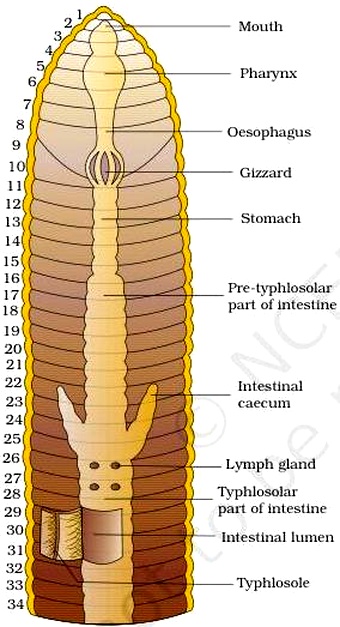 1
2
3
4
5
6
7
8
9
10
11
12
13
14
15
16
17
18
19
20
21
22
23
24
25
26
27
28
29
30
31
32
33
34
Mouth
Pharynx
Oesophagus
Gizzard
Stomach
Pre-typhlosolar
part of intestine
Intestinal
caecum
Lymph gland
Typhlosolar
part of intestine
Intestinal lumen
Typhlosole